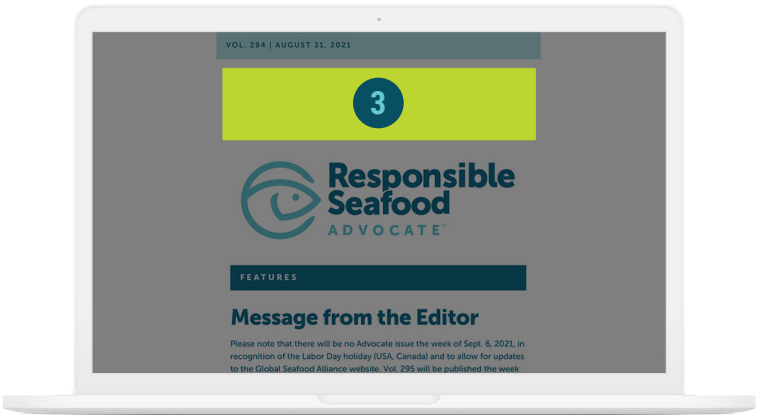 VOL. 294 | AUGUST 31, 2021
3
Responsible
Seafood
ADVOCATE™
FEATURES
Message from the Editor
Please note that there will be no Advocate issue the week of Sept. 6, 2021, in
recognition of the Labor Day holiday (USA, Canada) and to allow for updates
to the Global Seafood Alliance website. Vol. 295 will be published the week